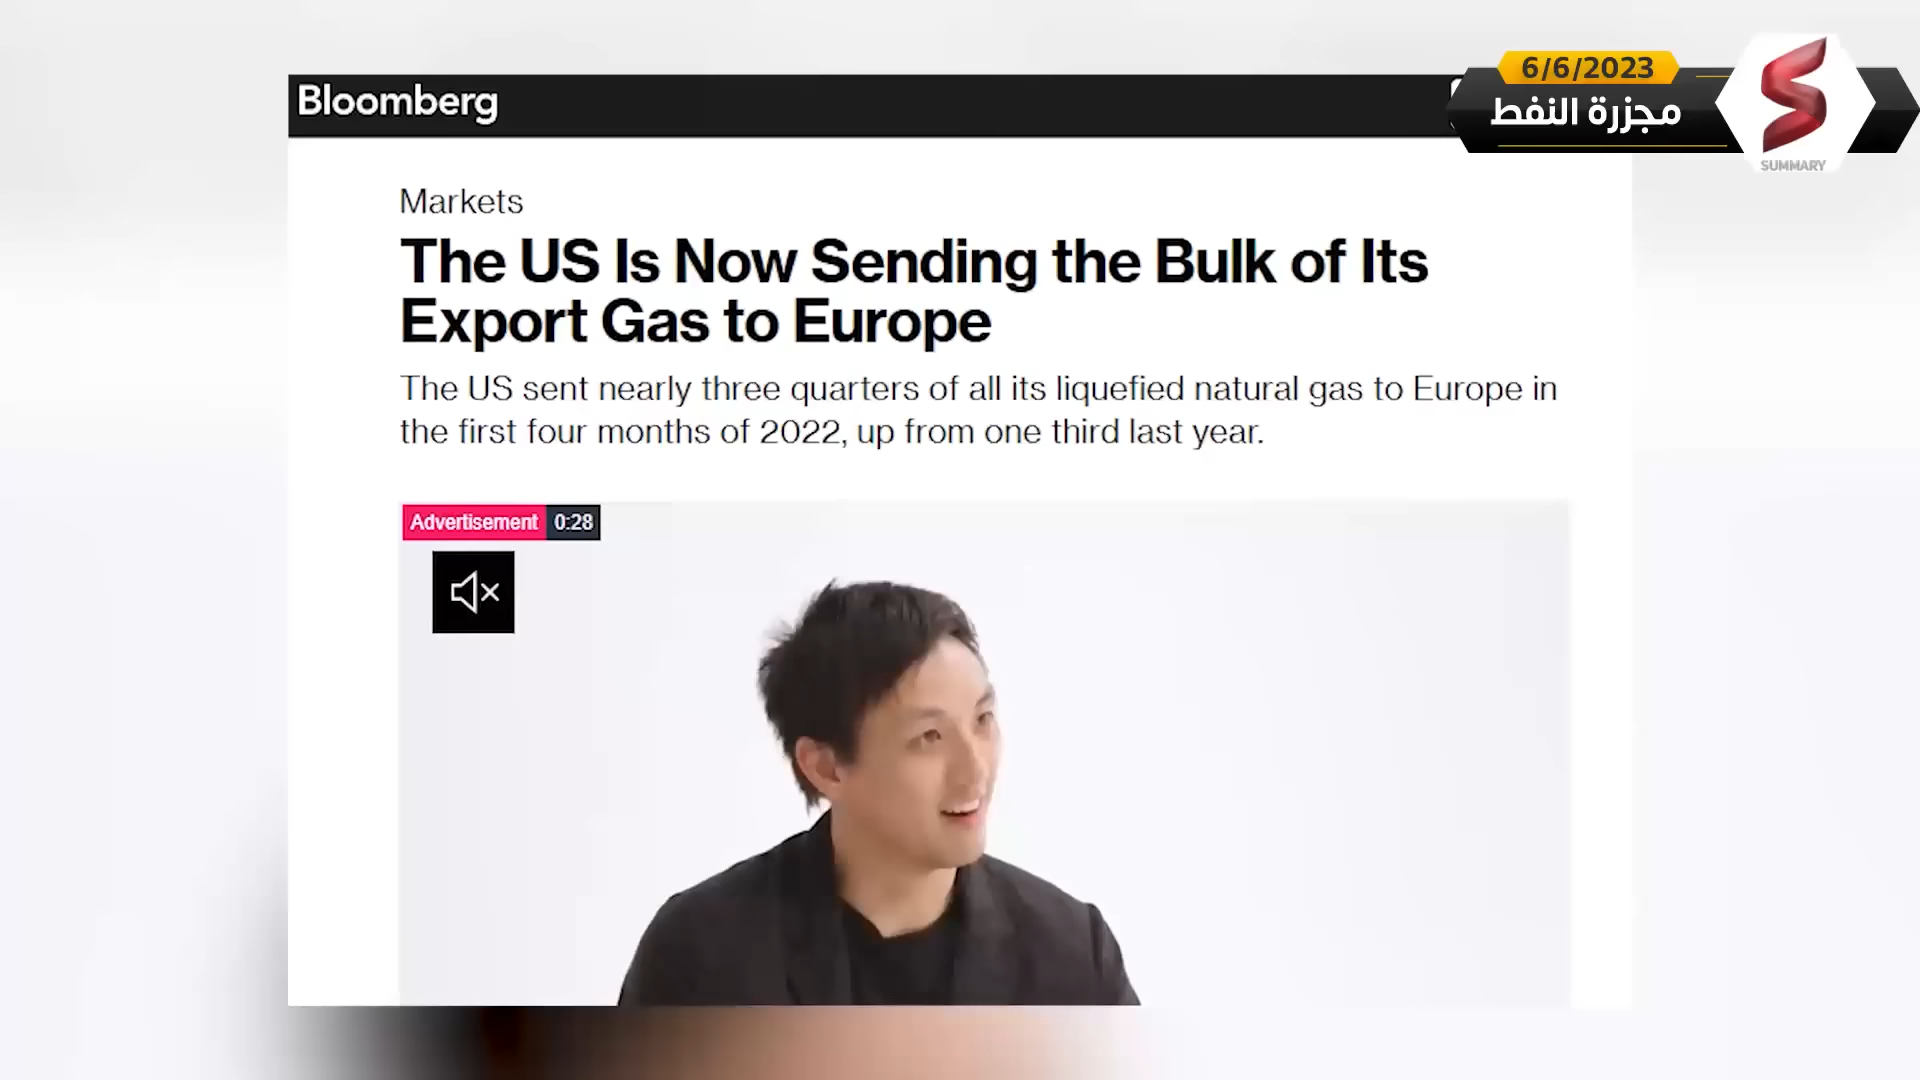 6/6/2023
مجزرة النفط
SUMMARY
Bloomberg
Markets
The US Is Now Sending the Bulk of Its
Export Gas to Europe
The US sent nearly three quarters of all its liquefied natural gas to Europe in
the first four months of 2022, up from one third last year.
Advertisement 0:28